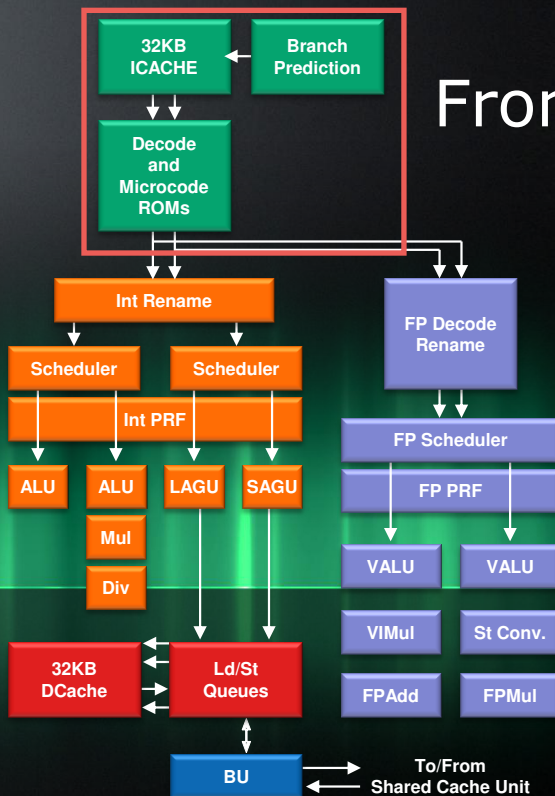 32KB
ICACHE
Branch
Prediction
Fron
Decode
and
Microcode
ROMs
Int Rename
FP Decode
Rename
Scheduler
Scheduler
Int PRF
FP Scheduler
ALU
ALU
LAGU
SAGU
FP PRF
Mul
VALU
VALU
Div
VIMul
St Conv.
32KB
DCache
Ld/St
Queues
FPAdd
FPMul
BU
To/From
Shared Cache Unit